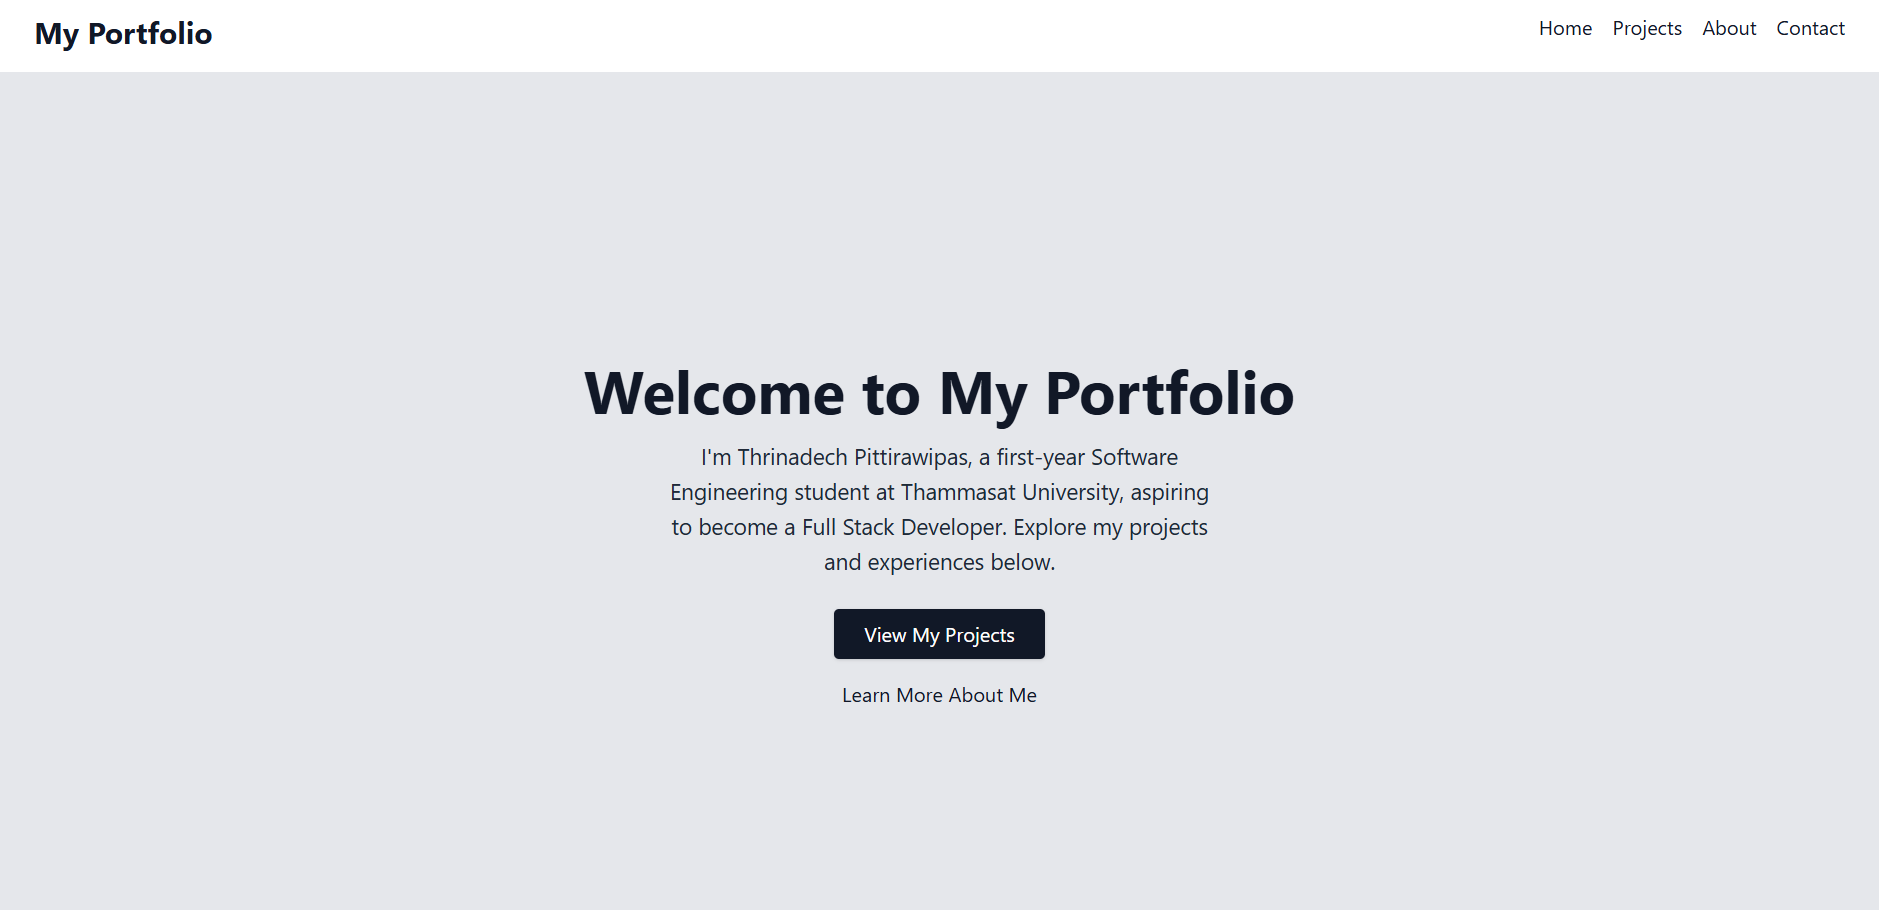 My Portfolio
Home Projects About Contact
Welcome to My Portfolio
I'm Thrinadech Pittirawipas, a first-year Software
Engineering student at Thammasat University, aspiring
to become a Full Stack Developer. Explore my projects
and experiences below.
View My Projects
Learn More About Me